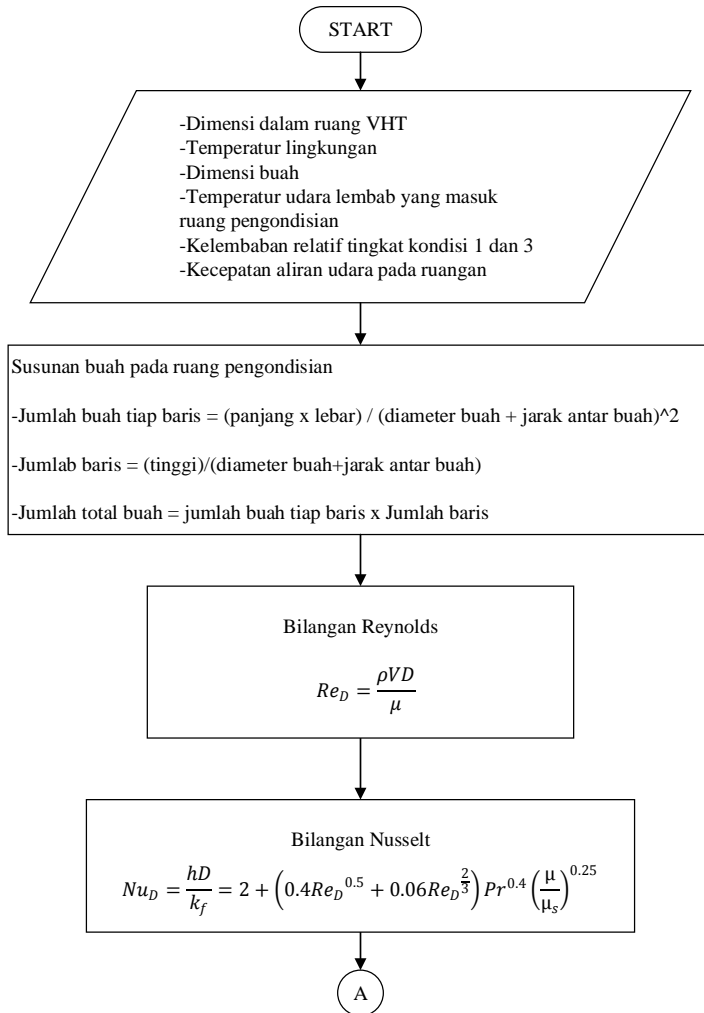 START
-Dimensi dalam ruang VHT
-Temperatur lingkungan
-Dimensi buah
-Temperatur udara lembab yang masuk
ruang pengondisian
-Kelembaban relatif tingkat kondisi 1 dan 3
-Kecepatan aliran udara pada ruangan
Susunan buah pada ruang pengondisian
-Jumlah buah tiap baris = (panjang x lebar) / (diameter buah + jarak antar buah)^2
-Jumlab baris = (tinggi)/(diameter buah+jarak antar buah)
-Jumlah total buah = jumlah buah tiap baris x Jumlah baris
Bilangan Reynolds
Re_D = ρVD / μ
Bilangan Nusselt
Nu_D = hD / k_f = 2 + (0.4Re_D^0.5 + 0.06Re_D^(2/3)) Pr^0.4 (μ/μ_s)^0.25
A